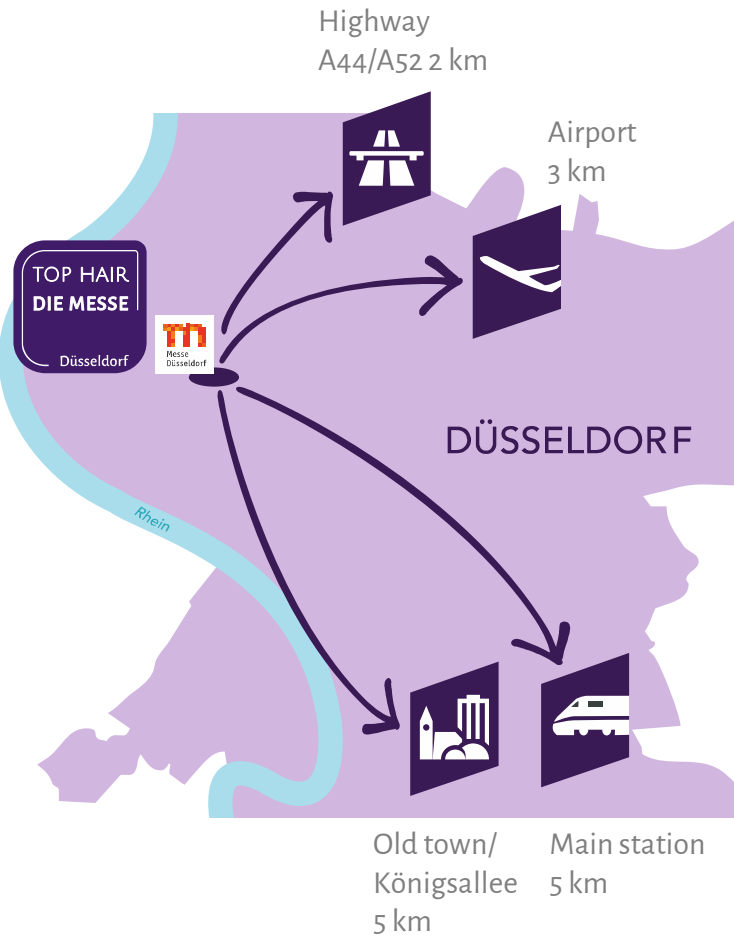 Highway
A44/A52 2 km
Airport
3 km
TOP HAIR
DIE MESSE
Düsseldorf
Messe
Düsseldorf
DÜSSELDORF
Rhein
Old town/
Königsallee
5 km
Main station
5 km